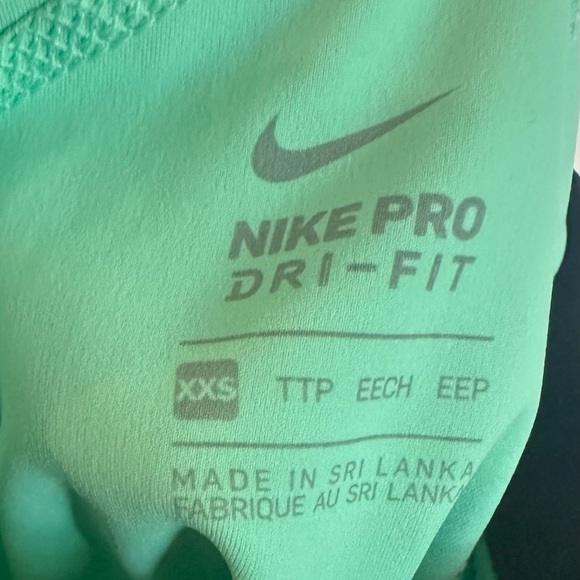 NIKE PRO
DRI-FIT
XXS TTP EECH EEP
MADE IN SRI LANKA
FABRIQUE AU SRI LANKA